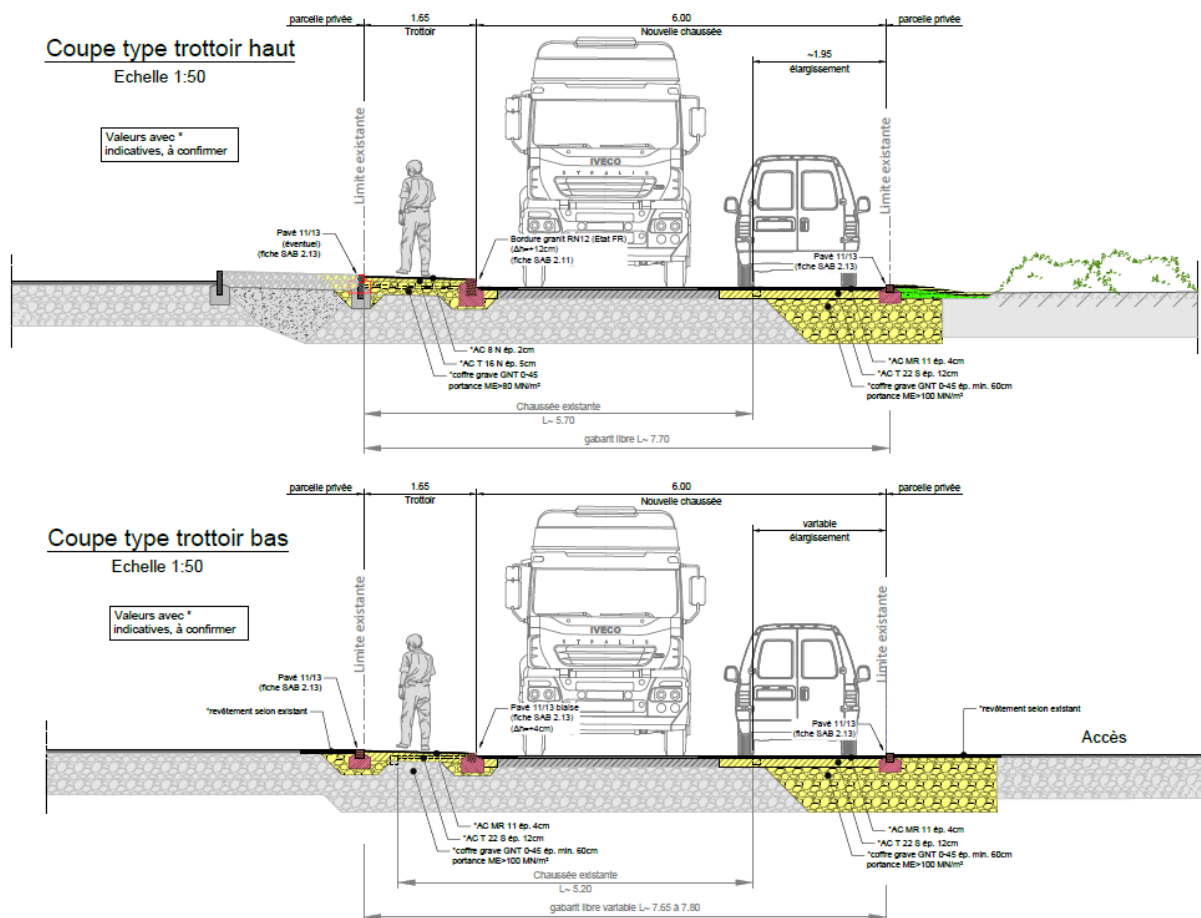 parcelle privée
1.65
Trottoir
6.00
Nouvelle chaussée
parcelle privée
Coupe type trottoir haut
Echelle 1:50
~1.95
élargissement
Valeurs avec *
indicatives, à confirmer
Limite existante
Limite existante
IVECO
STRALIS
Pavé 11/13
(éventuel)
(fiche SAB 2.13)
Bordure granit RN12 (Etat FR)
(Δh=+12cm)
(fiche SAB 2.11)
Pavé 11/13
(fiche SAB 2.13)
*AC 8 N ép. 2cm
*AC T 16 N ép. 5cm
*coffre grave GNT 0-45
portance ME>80 MN/m²
*AC MR 11 ép. 4cm
*AC T 22 S ép. 12cm
*coffre grave GNT 0-45 ép. min. 60cm
portance ME>100 MN/m²
Chaussée existante
L~ 5.70
gabarit libre L~ 7.70
parcelle privée
1.65
Trottoir
6.00
Nouvelle chaussée
parcelle privée
Coupe type trottoir bas
Echelle 1:50
variable
élargissement
Valeurs avec *
indicatives, à confirmer
Limite existante
Limite existante
IVECO
STRALIS
Pavé 11/13
(fiche SAB 2.13)
*revêtement selon existant
Pavé 11/13 biaise
(fiche SAB 2.13)
(Δh=+4cm)
Pavé 11/13
(fiche SAB 2.13)
*revêtement selon existant
Accès
*AC MR 11 ép. 4cm
*AC T 22 S ép. 12cm
*coffre grave GNT 0-45 ép. min. 60cm
portance ME>100 MN/m²
*AC MR 11 ép. 4cm
*AC T 22 S ép. 12cm
*coffre grave GNT 0-45 ép. min. 60cm
portance ME>100 MN/m²
Chaussée existante
L~ 5.20
gabarit libre variable L~ 7.65 à 7.80